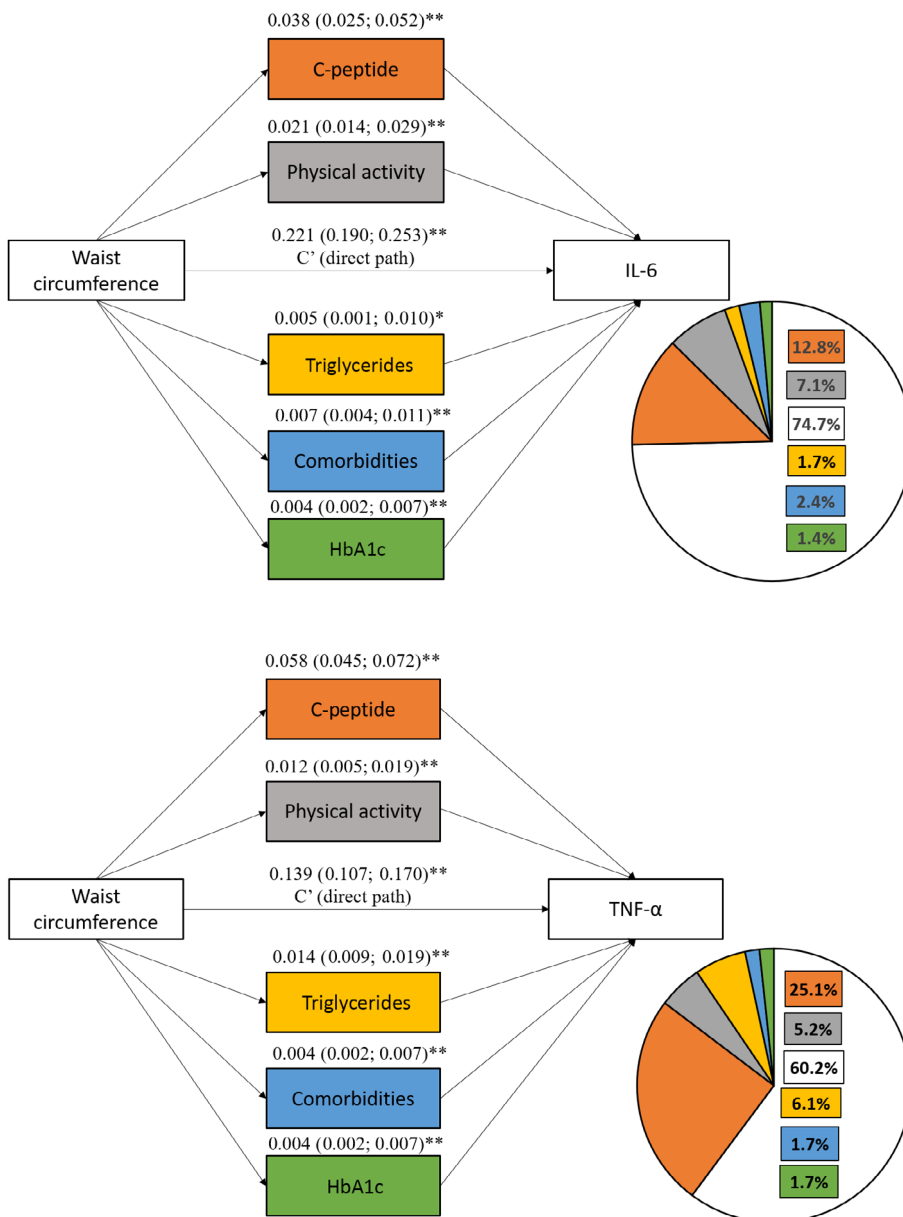 0.038 (0.025; 0.052)**
C-peptide
0.021 (0.014; 0.029)**
Physical activity
0.221 (0.190; 0.253)**
C' (direct path)
Waist
circumference
IL-6
0.005 (0.001; 0.010)*
Triglycerides
0.007 (0.004; 0.011)**
Comorbidities
0.004 (0.002; 0.007)**
HbA1c
12.8%
7.1%
74.7%
1.7%
2.4%
1.4%
0.058 (0.045; 0.072)**
C-peptide
0.012 (0.005; 0.019)**
Physical activity
0.139 (0.107; 0.170)**
C' (direct path)
Waist
circumference
TNF-α
0.014 (0.009; 0.019)**
Triglycerides
0.004 (0.002; 0.007)**
Comorbidities
0.004 (0.002; 0.007)**
HbA1c
25.1%
5.2%
60.2%
6.1%
1.7%
1.7%